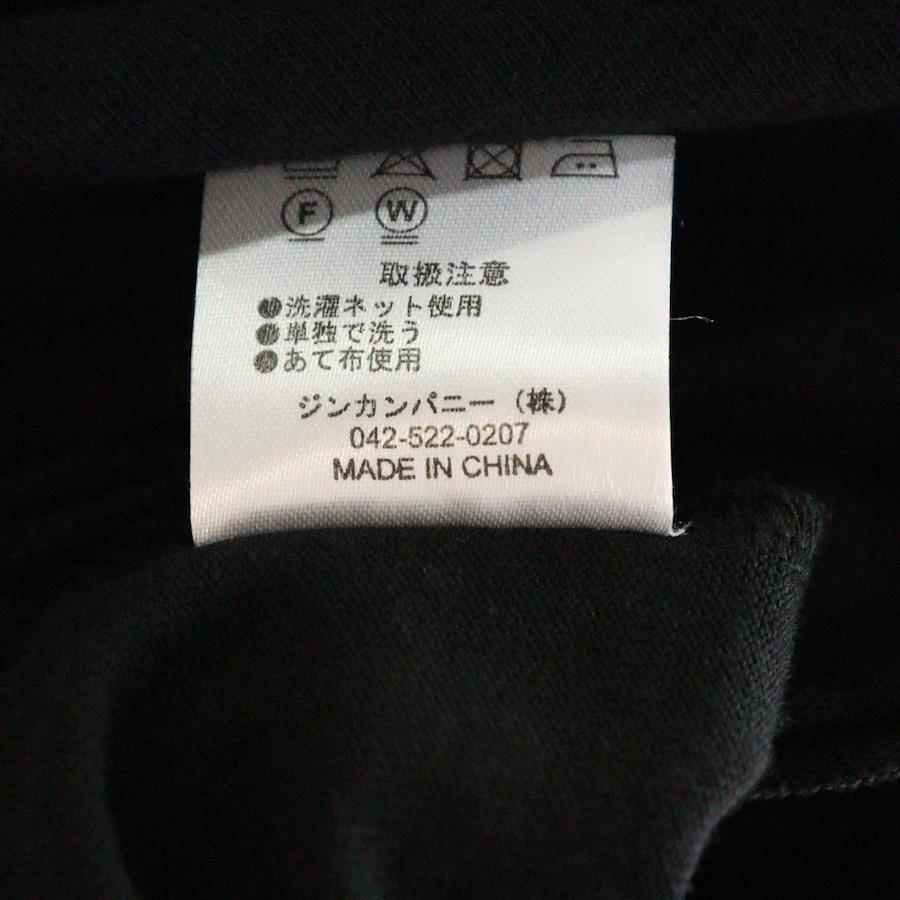 F W
取扱注意
●洗濯ネット使用
●単独で洗う
●あて布使用
ジンカンパニー（株）
042-522-0207
MADE IN CHINA